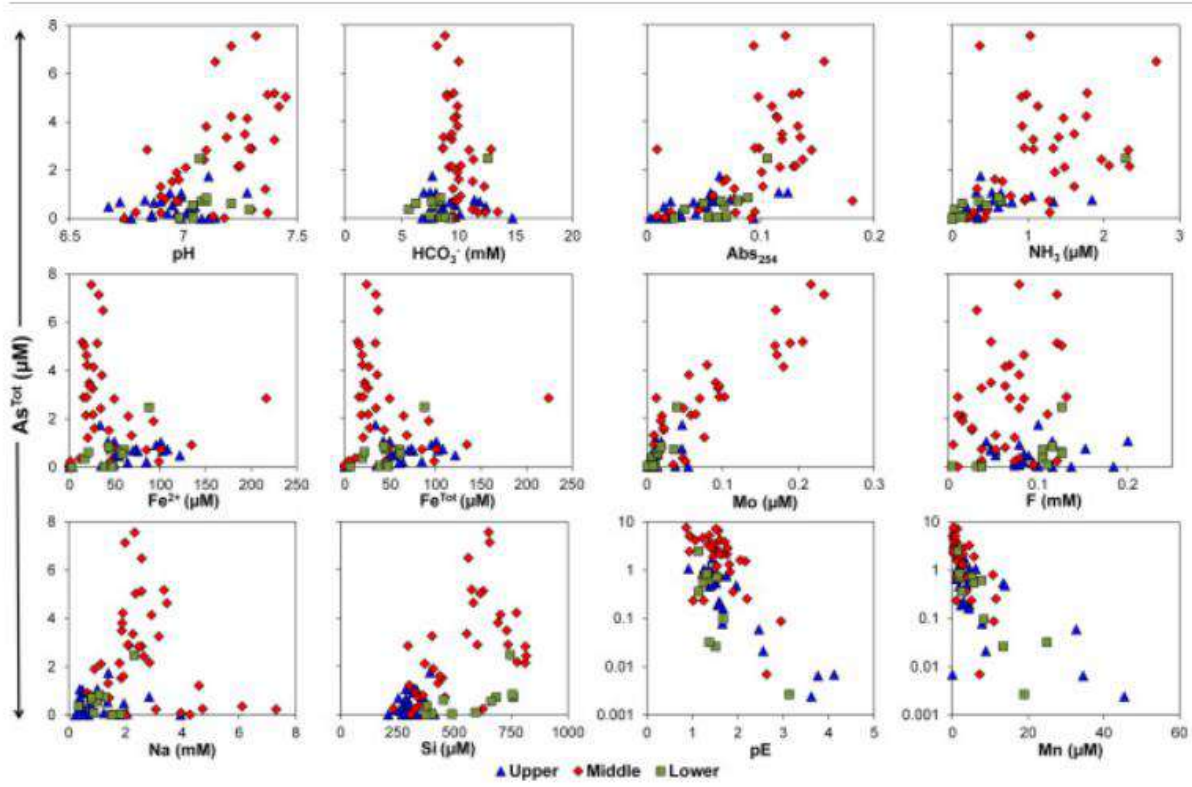 As^Tot (µM)
8
6
4
2
0
6.5 7 7.5
pH
0 5 10 15 20
HCO₃⁻ (mM)
0 0.1 0.2
Abs₂₅₄
0 1 2 3
NH₃ (µM)
8
6
4
2
0
0 50 100 150 200 250
Fe²⁺ (µM)
0 50 100 150 200 250
Fe^Tot (µM)
0 0.1 0.2 0.3
Mo (µM)
0 0.1 0.2
F (mM)
8
6
4
2
0
0 2 4 6 8
Na (mM)
0 250 500 750 1000
Si (µM)
10
1
0.1
0.01
0.001
0 1 2 3 4 5
pE
10
1
0.1
0.01
0.001
0 20 40 60
Mn (µM)
Upper Middle Lower